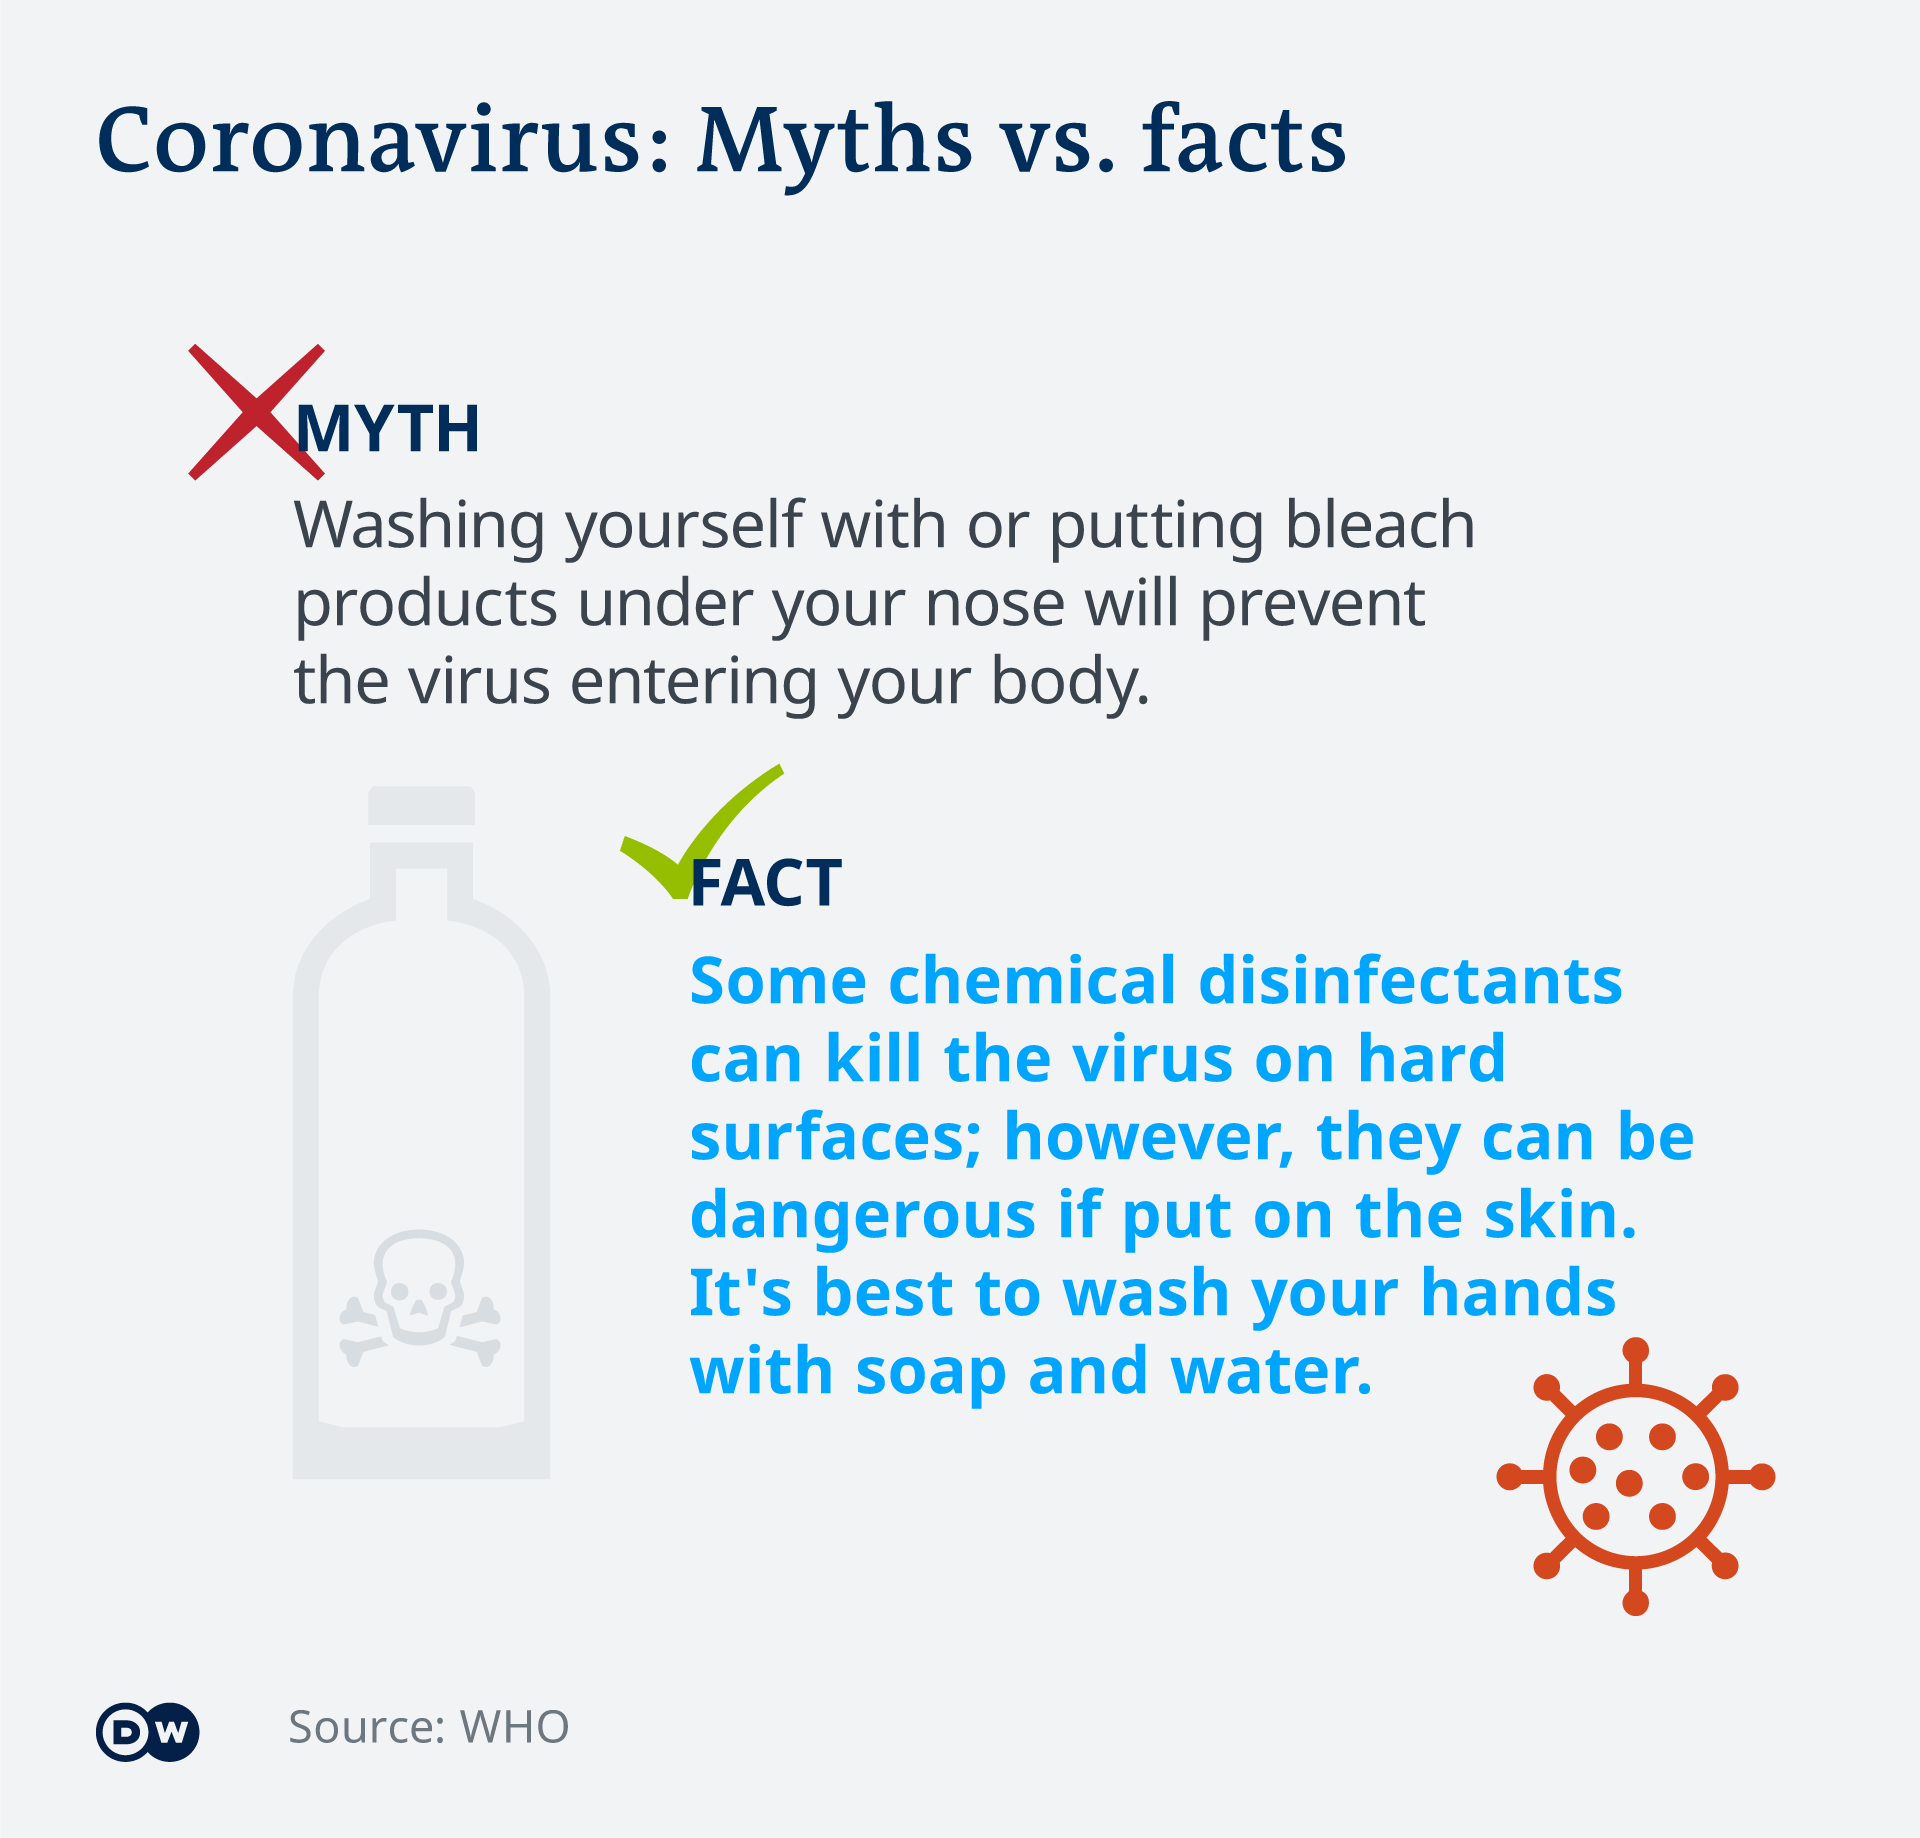 Coronavirus: Myths vs. facts
MYTH
Washing yourself with or putting bleach
products under your nose will prevent
the virus entering your body.
FACT
Some chemical disinfectants
can kill the virus on hard
surfaces; however, they can be
dangerous if put on the skin.
It's best to wash your hands
with soap and water.
DW
Source: WHO